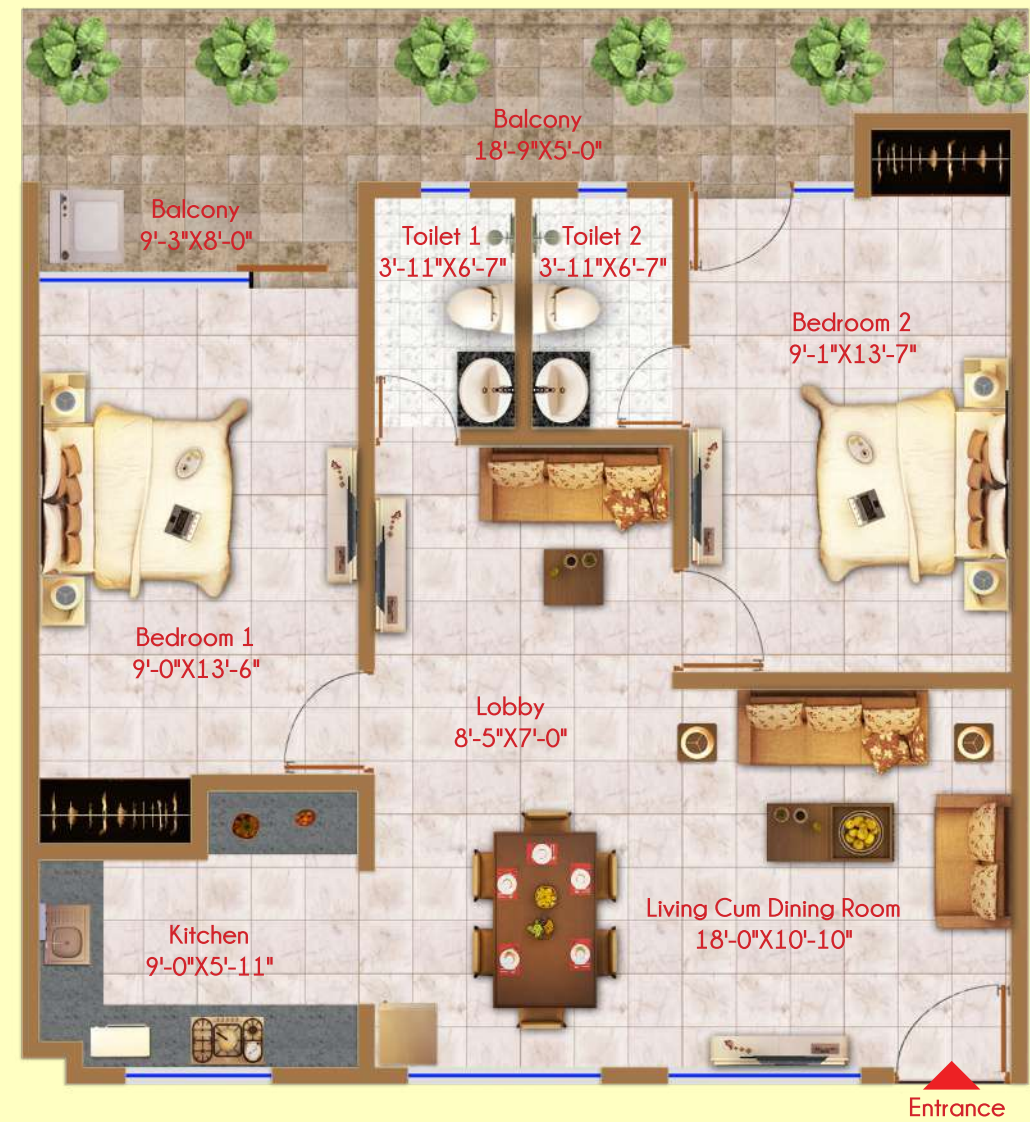 Balcony
18'-9"X5'-0"
Balcony
9'-3"X8'-0"
Toilet 1
3'-11"X6'-7"
Toilet 2
3'-11"X6'-7"
Bedroom 2
9'-1"X13'-7"
Bedroom 1
9'-0"X13'-6"
Lobby
8'-5"X7'-0"
Living Cum Dining Room
18'-0"X10'-10"
Kitchen
9'-0"X5'-11"
Entrance